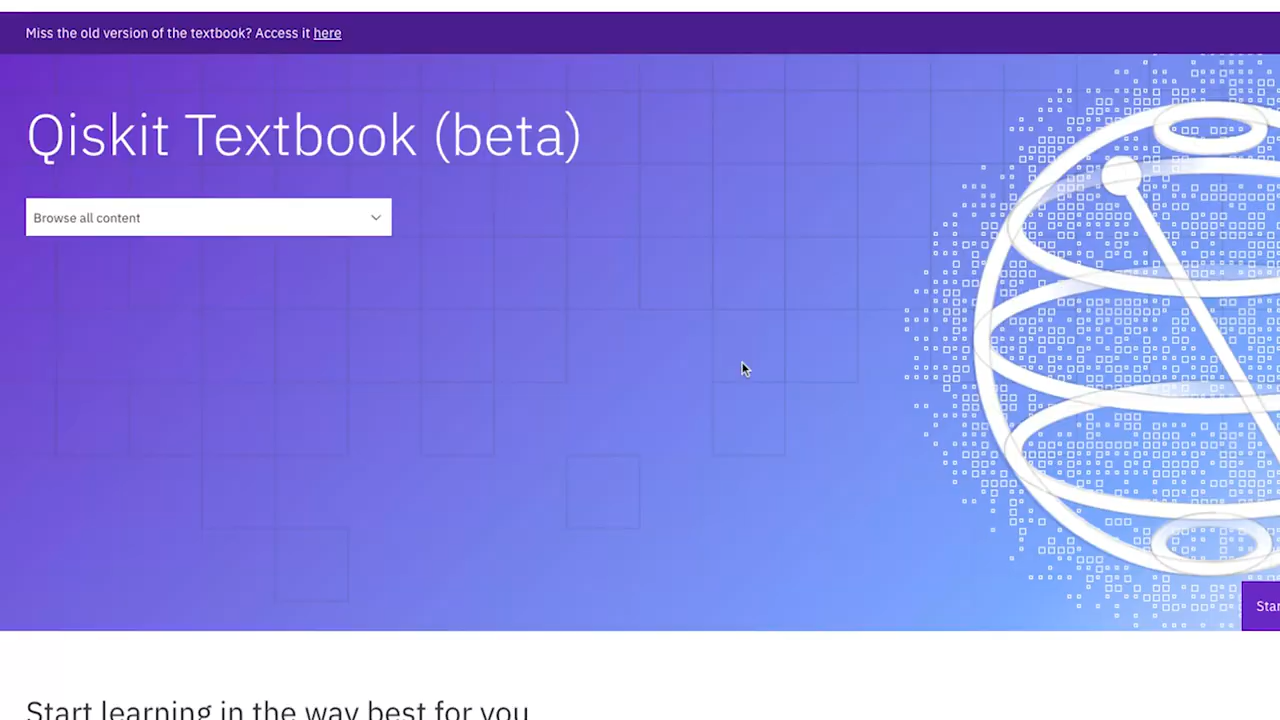 Miss the old version of the textbook? Access it here
Qiskit Textbook (beta)
Browse all content
Start learning in the way best for you